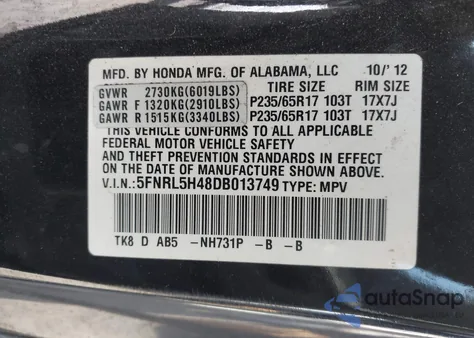 MFD. BY HONDA MFG. OF ALABAMA, LLC 10/'12
TIRE SIZE RIM SIZE
GVWR 2730KG(6019LBS)
GAWR F 1320KG(2910LBS) P235/65R17 103T 17X7J
GAWR R 1515KG(3340LBS) P235/65R17 103T 17X7J
THIS VEHICLE CONFORMS TO ALL APPLICABLE
FEDERAL MOTOR VEHICLE SAFETY
AND THEFT PREVENTION STANDARDS IN EFFECT
ON THE DATE OF MANUFACTURE SHOWN ABOVE.
V.I.N.: 5FNRL5H48DB013749 TYPE: MPV
TK8 D AB5 -NH731P -B -B
autoSnap